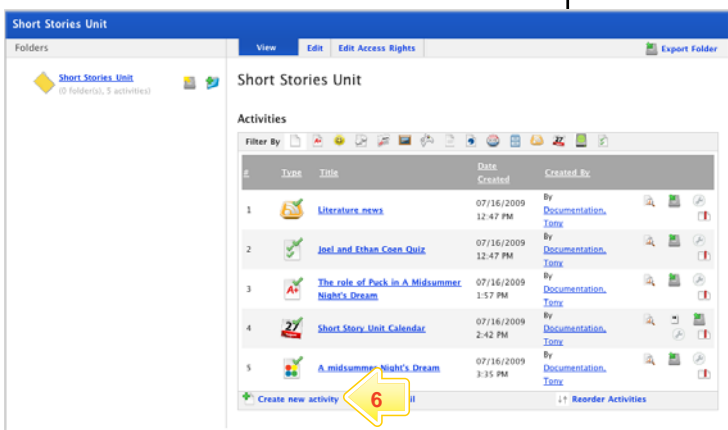 Short Stories Unit
Folders
View Edit Edit Access Rights Export Folder
Short Stories Unit
(0 folder(s), 5 activities)
Short Stories Unit
Activities
Filter By
# Type Title Date Created Created By
1 Literature news 07/16/2009 12:47 PM By Documentation, Tony
2 Joel and Ethan Coen Quiz 07/16/2009 12:47 PM By Documentation, Tony
3 A+ The role of Puck in A Midsummer Night's Dream 07/16/2009 1:57 PM By Documentation, Tony
4 27 Short Story Unit Calendar 07/16/2009 2:42 PM By Documentation, Tony
5 A midsummer Night's Dream 07/16/2009 3:35 PM By Documentation, Tony
Create new activity 6 Reorder Activities